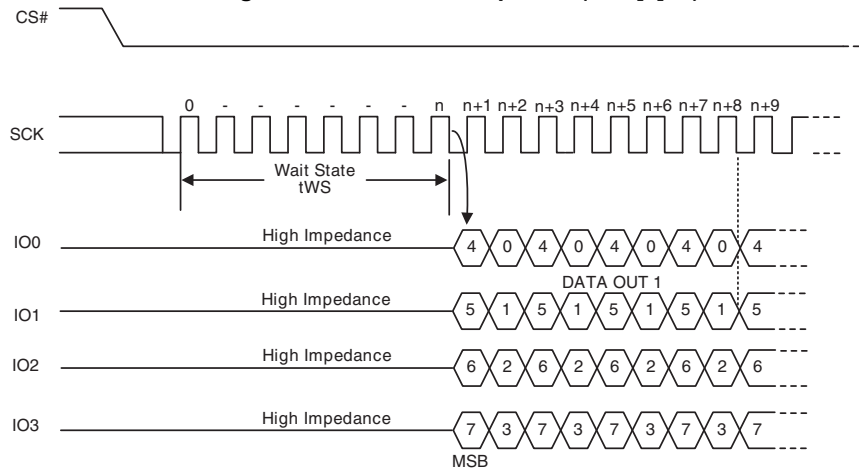 CS#
0 - - - - - - n n+1 n+2 n+3 n+4 n+5 n+6 n+7 n+8 n+9
SCK
Wait State
tWS
IO0 High Impedance 4 0 4 0 4 0 4 0 4
DATA OUT 1
IO1 High Impedance 5 1 5 1 5 1 5 1 5
IO2 High Impedance 6 2 6 2 6 2 6 2 6
IO3 High Impedance 7 3 7 3 7 3 7 3 7
MSB